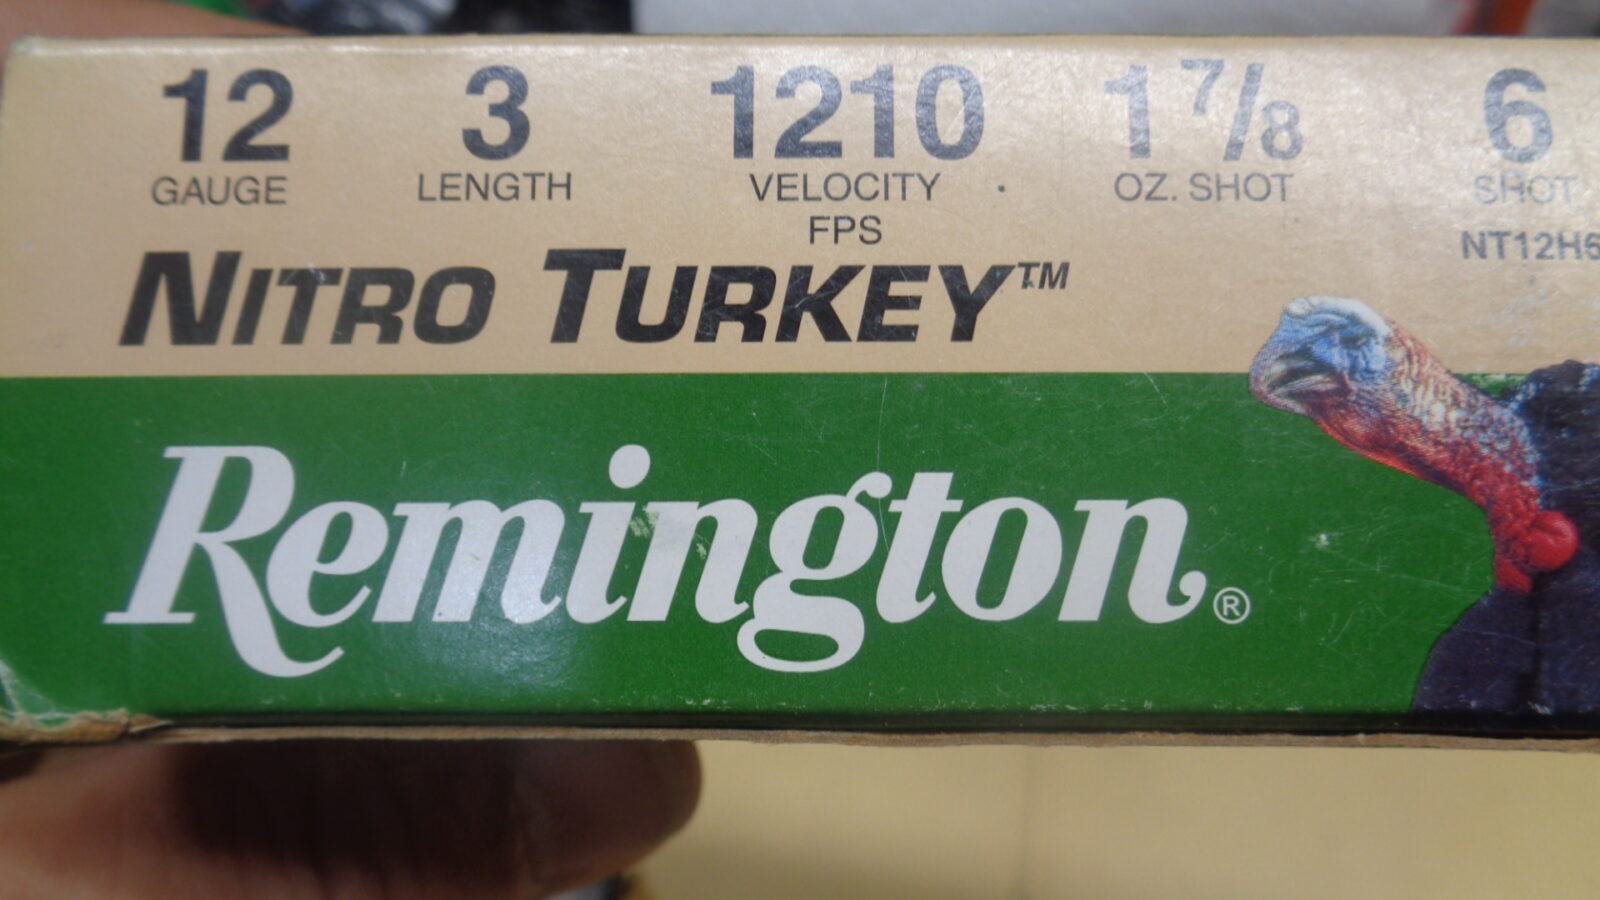 12 3 1210 1 7/8 6
GAUGE LENGTH VELOCITY OZ. SHOT SHOT
FPS NT12H6
NITRO TURKEY™
Remington®